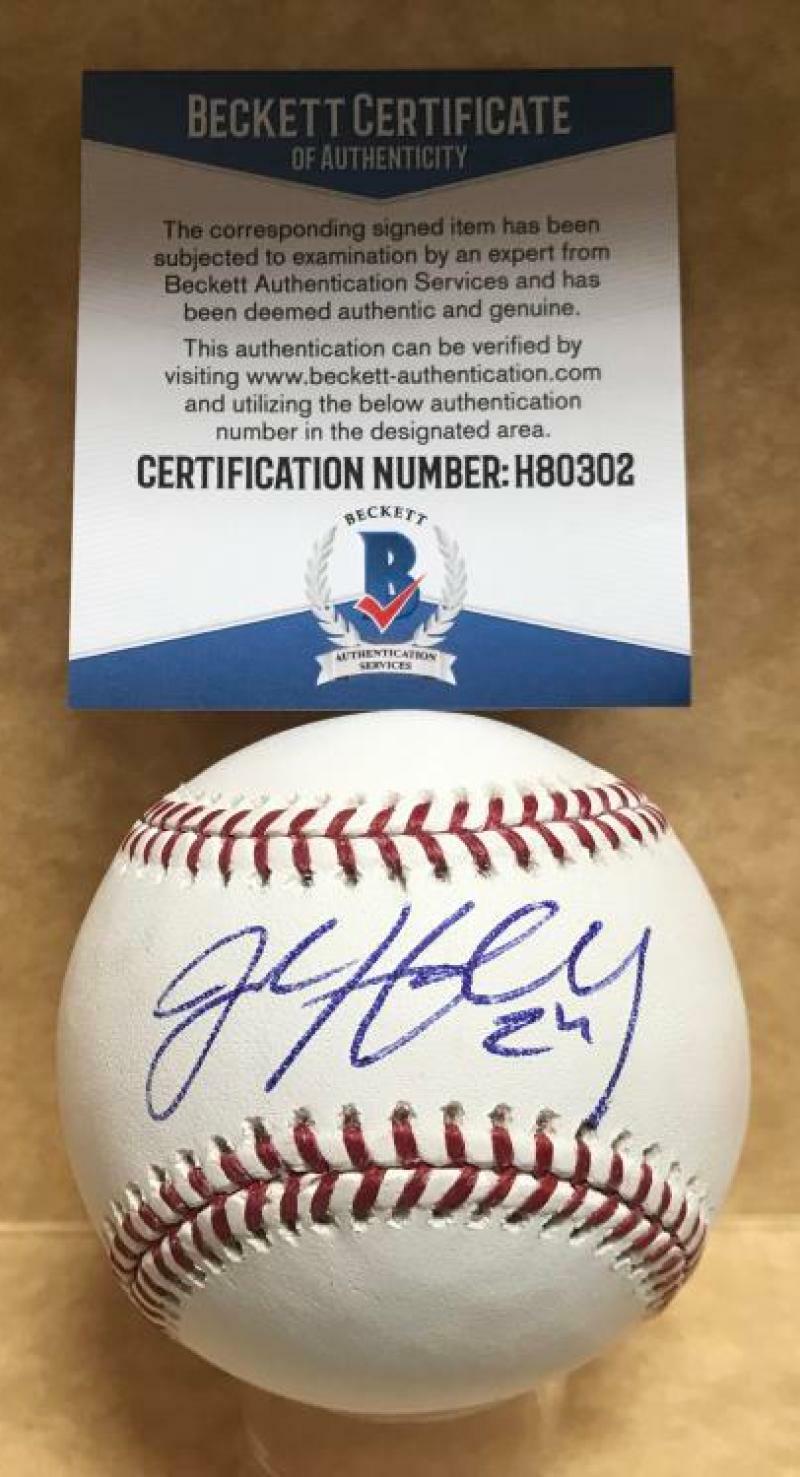 BECKETT CERTIFICATE
OF AUTHENTICITY
The corresponding signed item has been
subjected to examination by an expert from
Beckett Authentication Services and has
been deemed authentic and genuine.
This authentication can be verified by
visiting www.beckett-authentication.com
and utilizing the below authentication
number in the designated area.
CERTIFICATION NUMBER: H80302
BECKETT
B
AUTHENTICATION
SERVICES
24